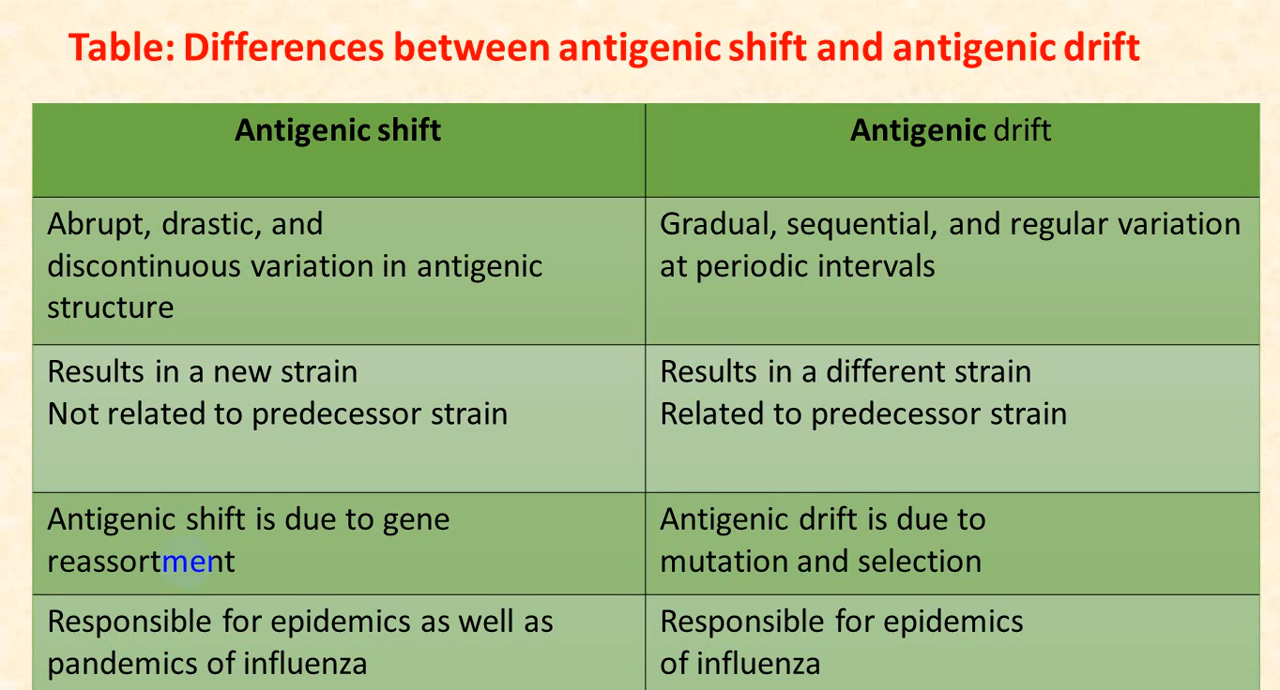 Table: Differences between antigenic shift and antigenic drift
Antigenic shift
Antigenic drift
Abrupt, drastic, and
discontinuous variation in antigenic
structure
Gradual, sequential, and regular variation
at periodic intervals
Results in a new strain
Not related to predecessor strain
Results in a different strain
Related to predecessor strain
Antigenic shift is due to gene
reassortment
Antigenic drift is due to
mutation and selection
Responsible for epidemics as well as
pandemics of influenza
Responsible for epidemics
of influenza